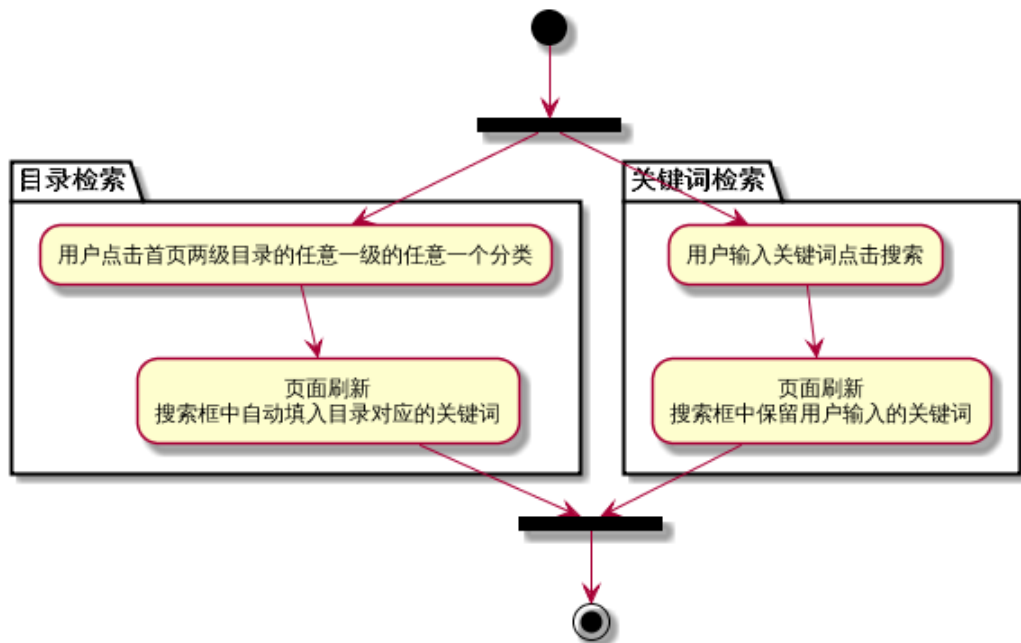 目录检索
关键词检索
用户点击首页两级目录的任意一级的任意一个分类
用户输入关键词点击搜索
页面刷新
搜索框中自动填入目录对应的关键词
页面刷新
搜索框中保留用户输入的关键词